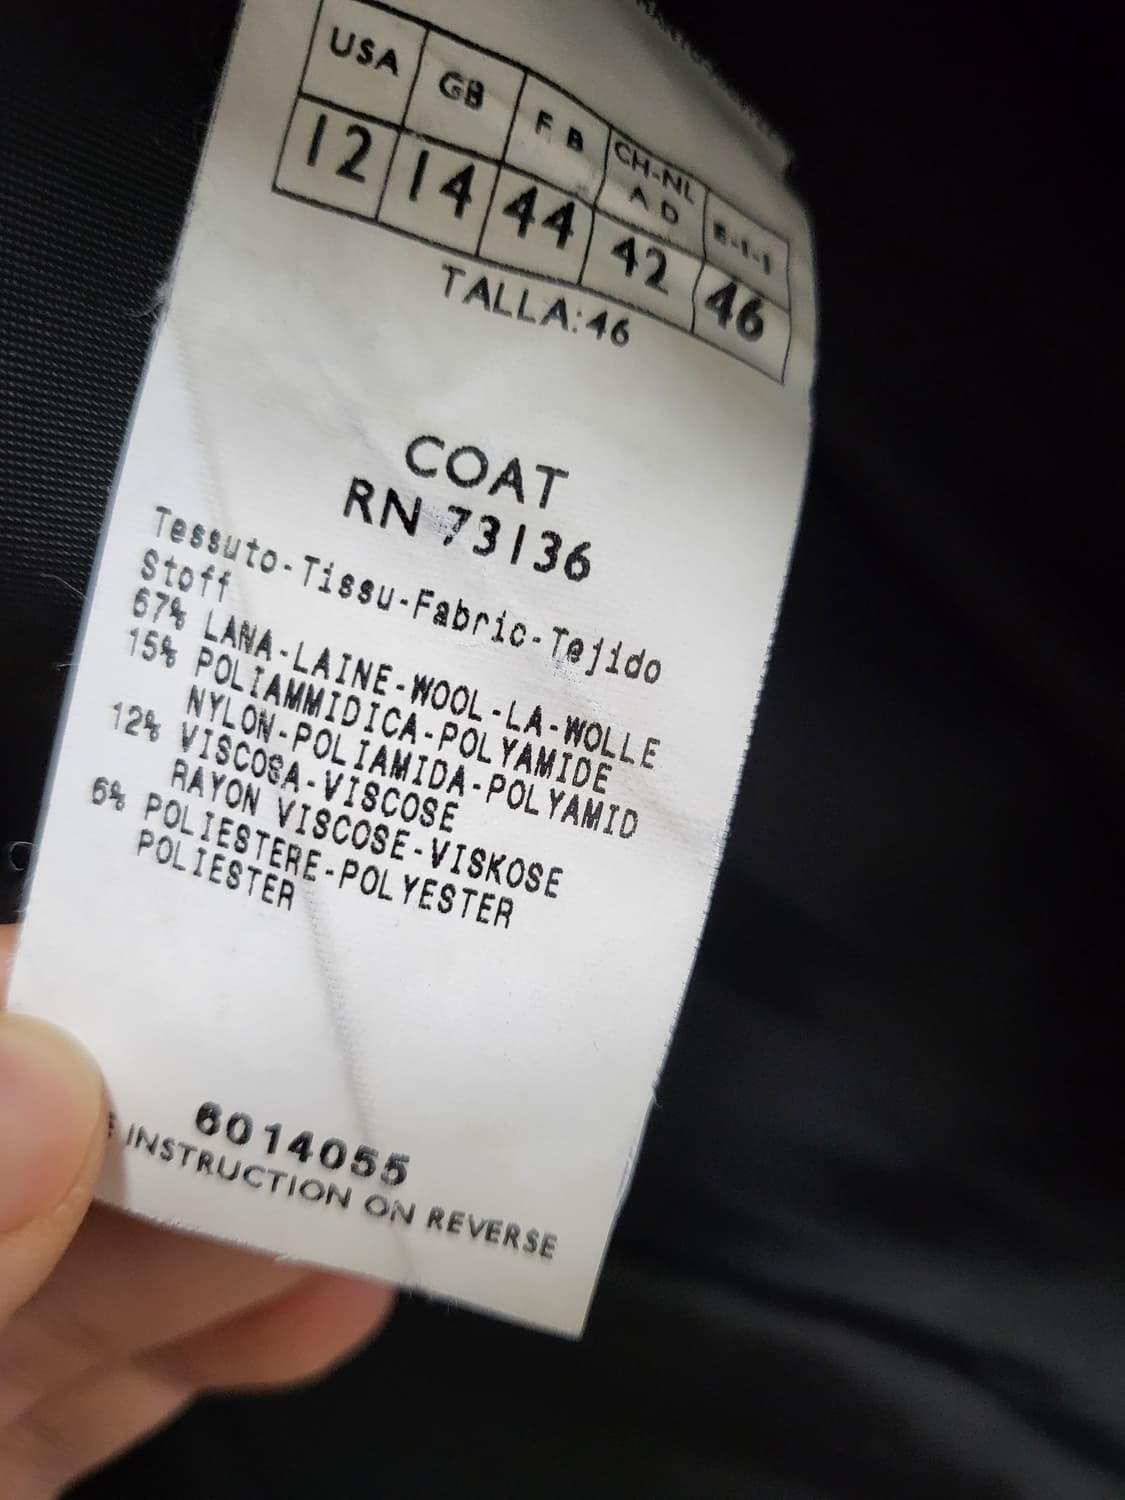 USA GB F B CH-NL A D E-I-I
12 14 44 42 46
TALLA:46
COAT
RN 73136
Tessuto-Tissu-Fabric-Tejido
Stoff
67% LANA-LAINE-WOOL-LA-WOLLE
15% POLIAMMIDICA-POLYAMIDE
NYLON-POLIAMIDA-POLYAMID
12% VISCOSA-VISCOSE
RAYON VISCOSE-VISKOSE
6% POLIESTERE-POLYESTER
POLIESTER
6014055
INSTRUCTION ON REVERSE